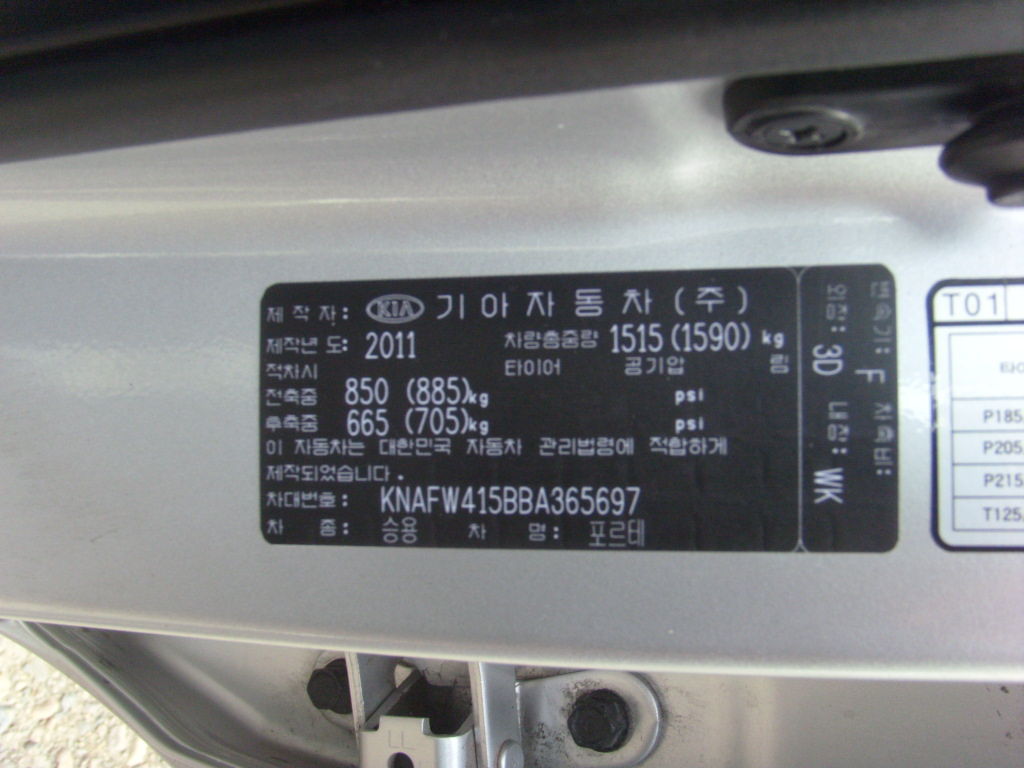 제 작 자: KIA 기아자동차(주)
제작년 도: 2011 차량총중량 1515 (1590) kg
적차시 타이어 공기압 림
전축중 850 (885)kg psi
후축중 665 (705)kg psi
이 자동차는 대한민국 자동차 관리법령에 적합하게
제작되었습니다.
차대번호: KNAFW415BBA365697
차 종: 승용 차 명: 포르테
변속기: F 차속비:
외장: 3D 내장: WK
T01
P185
P205
P215
T125